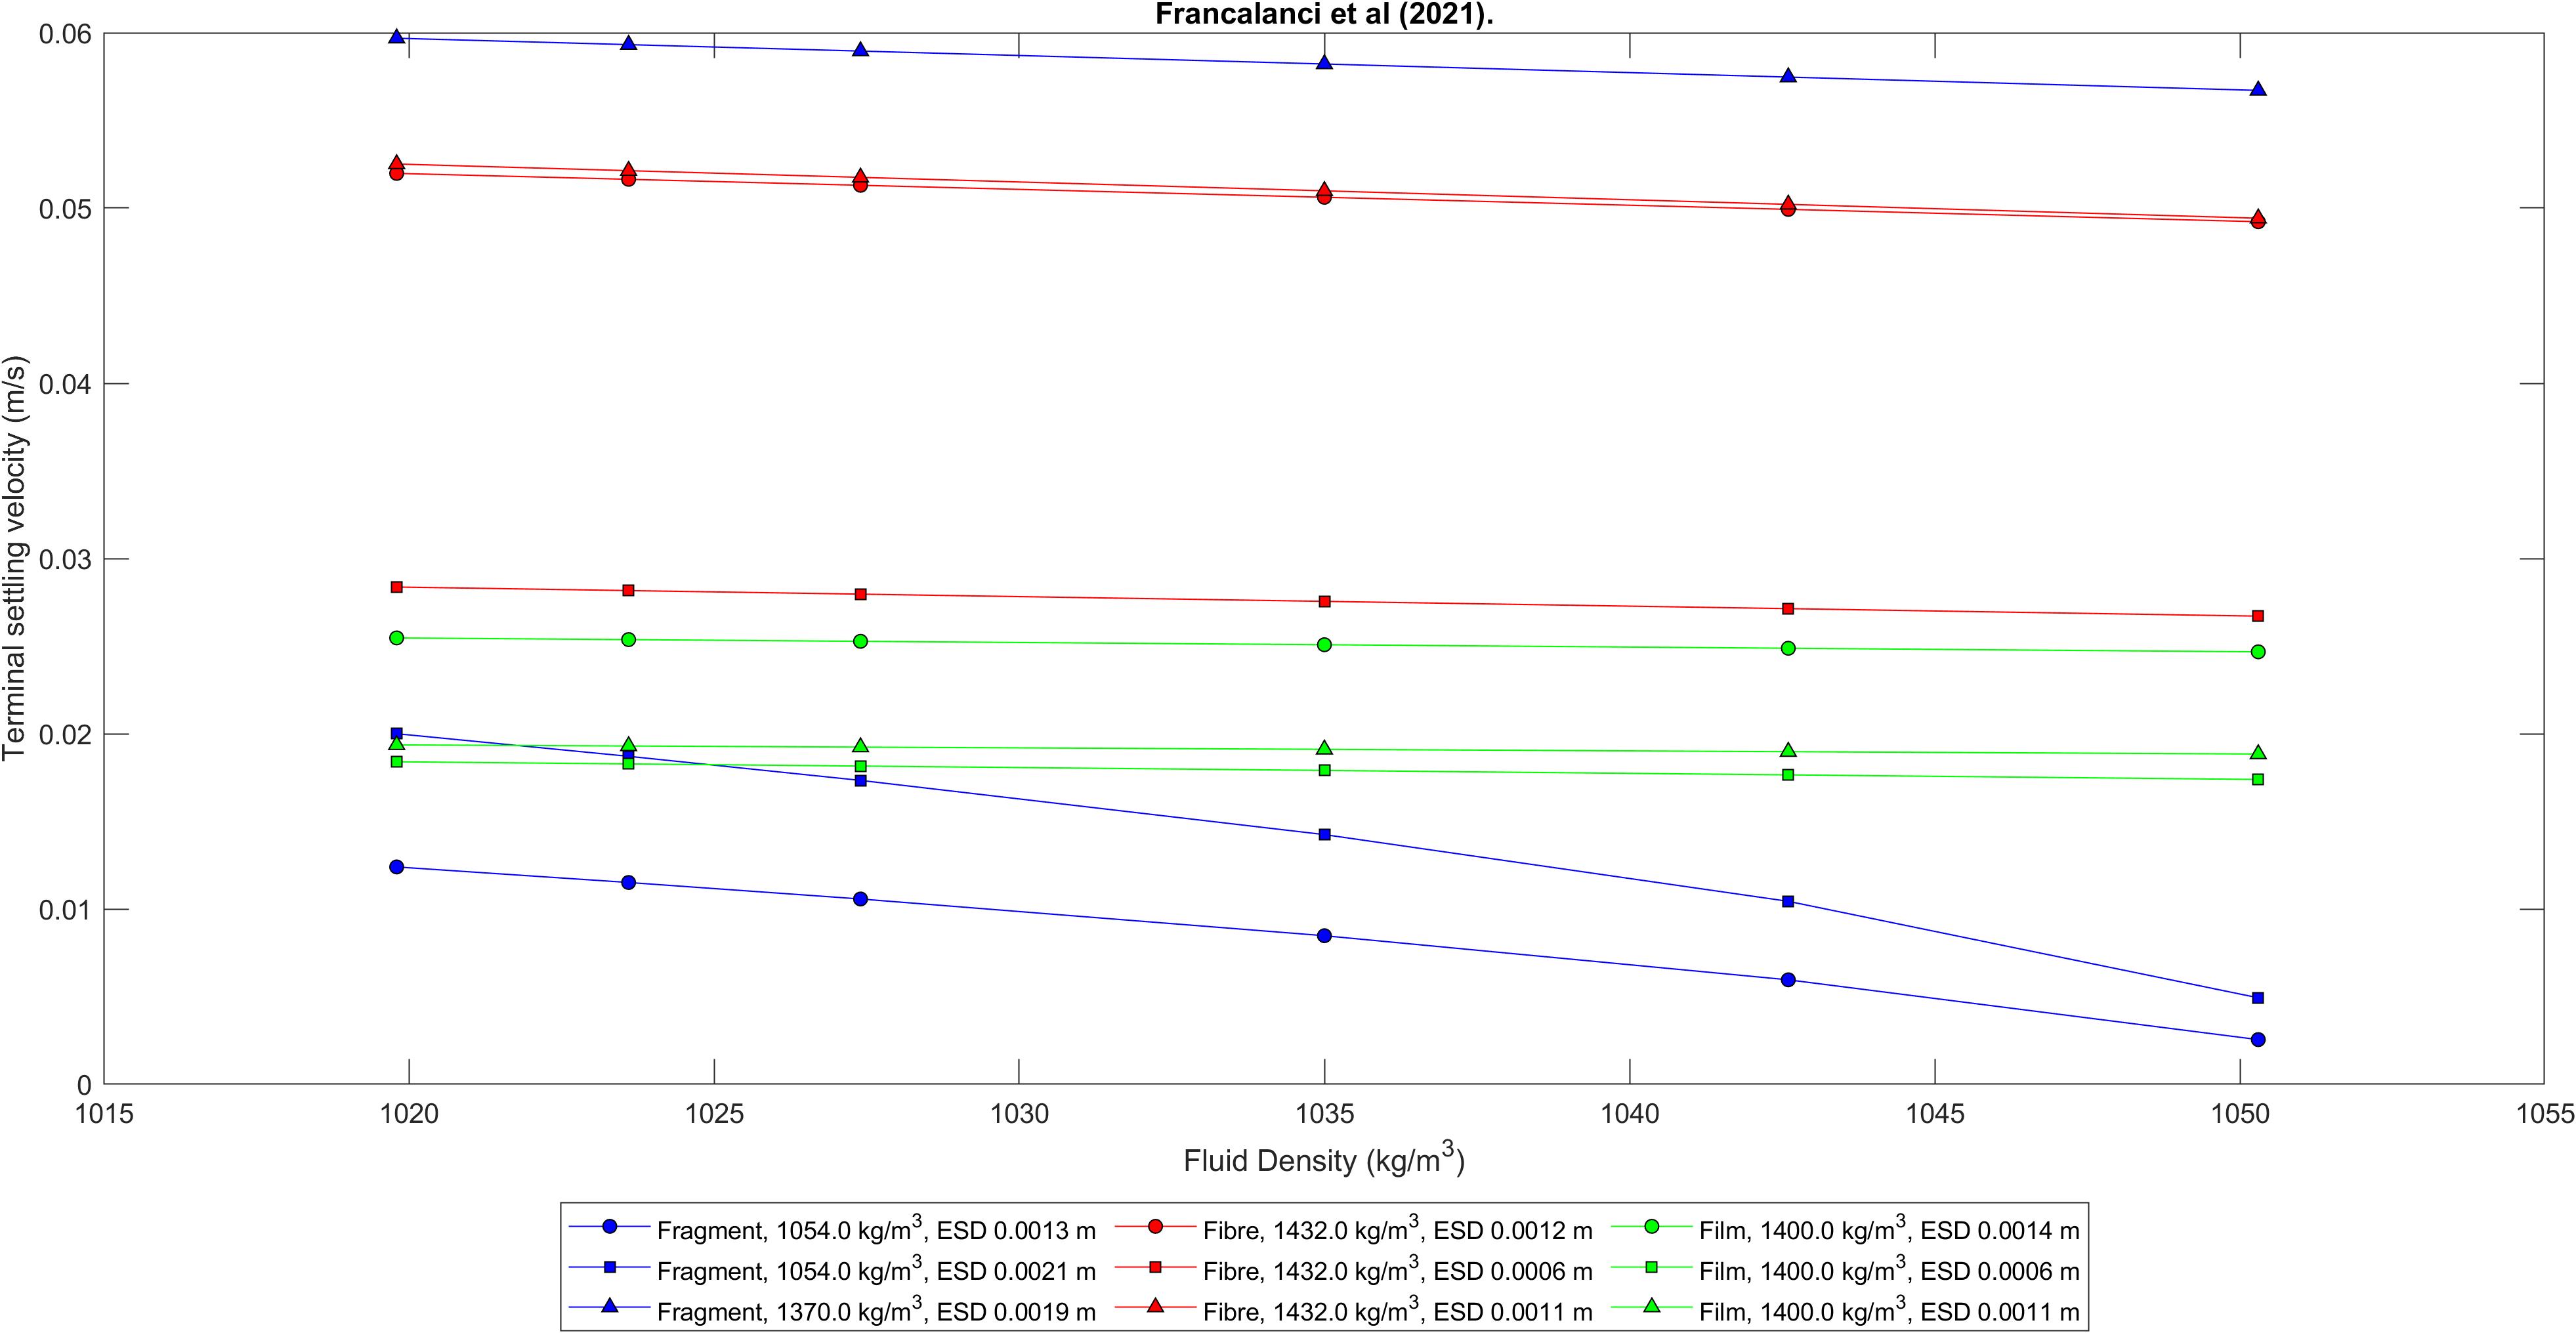 Francalanci et al (2021).
0.06
0.05
0.04
0.03
0.02
0.01
0
Terminal settling velocity (m/s)
1015 1020 1025 1030 1035 1040 1045 1050 1055
Fluid Density (kg/m³)
Fragment, 1054.0 kg/m³, ESD 0.0013 m Fibre, 1432.0 kg/m³, ESD 0.0012 m Film, 1400.0 kg/m³, ESD 0.0014 m
Fragment, 1054.0 kg/m³, ESD 0.0021 m Fibre, 1432.0 kg/m³, ESD 0.0006 m Film, 1400.0 kg/m³, ESD 0.0006 m
Fragment, 1370.0 kg/m³, ESD 0.0019 m Fibre, 1432.0 kg/m³, ESD 0.0011 m Film, 1400.0 kg/m³, ESD 0.0011 m